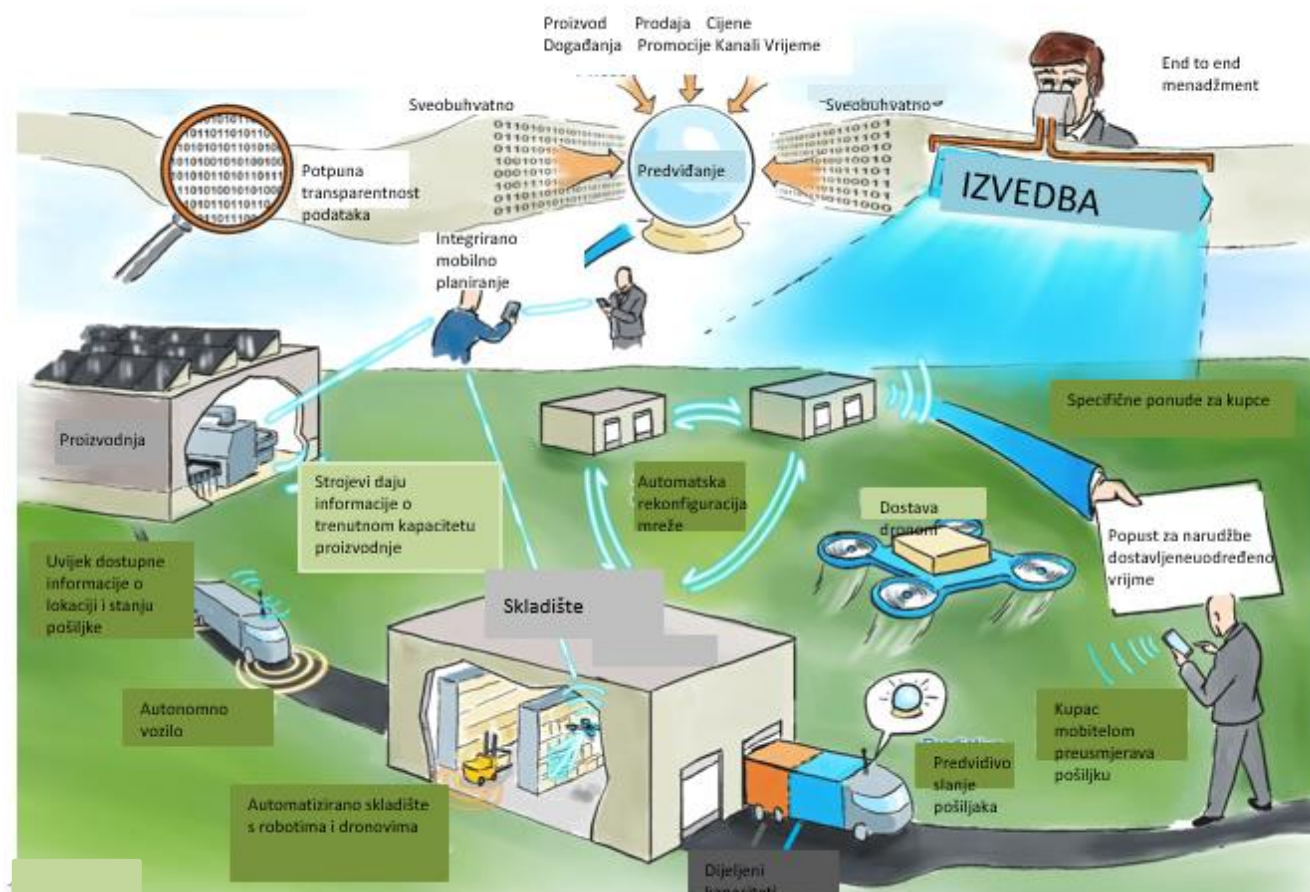 Proizvod Prodaja Cijene
Događanja Promocije Kanali Vrijeme
End to end
menadžment
Sveobuhvatno
Sveobuhvatno
Potpuna
transparentnost
podataka
Predviđanje
IZVEDBA
Integrirano
mobilno
planiranje
Proizvodnja
Specifične ponude za kupce
Strojevi daju
informacije o
trenutnom kapacitetu
proizvodnje
Automatska
rekonfiguracija
mreže
Dostava
dronom
Popust za narudžbe
dostavljeneuodređeno
vrijme
Uvijek dostupne
informacije o
lokaciji i stanju
pošiljke
Skladište
Autonomno
vozilo
Kupac
mobitelom
preusmjerava
pošiljku
Predvidivo
slanje
pošiljaka
Automatizirano skladište
s robotima i dronovima
Dijeljeni
kapaciteti